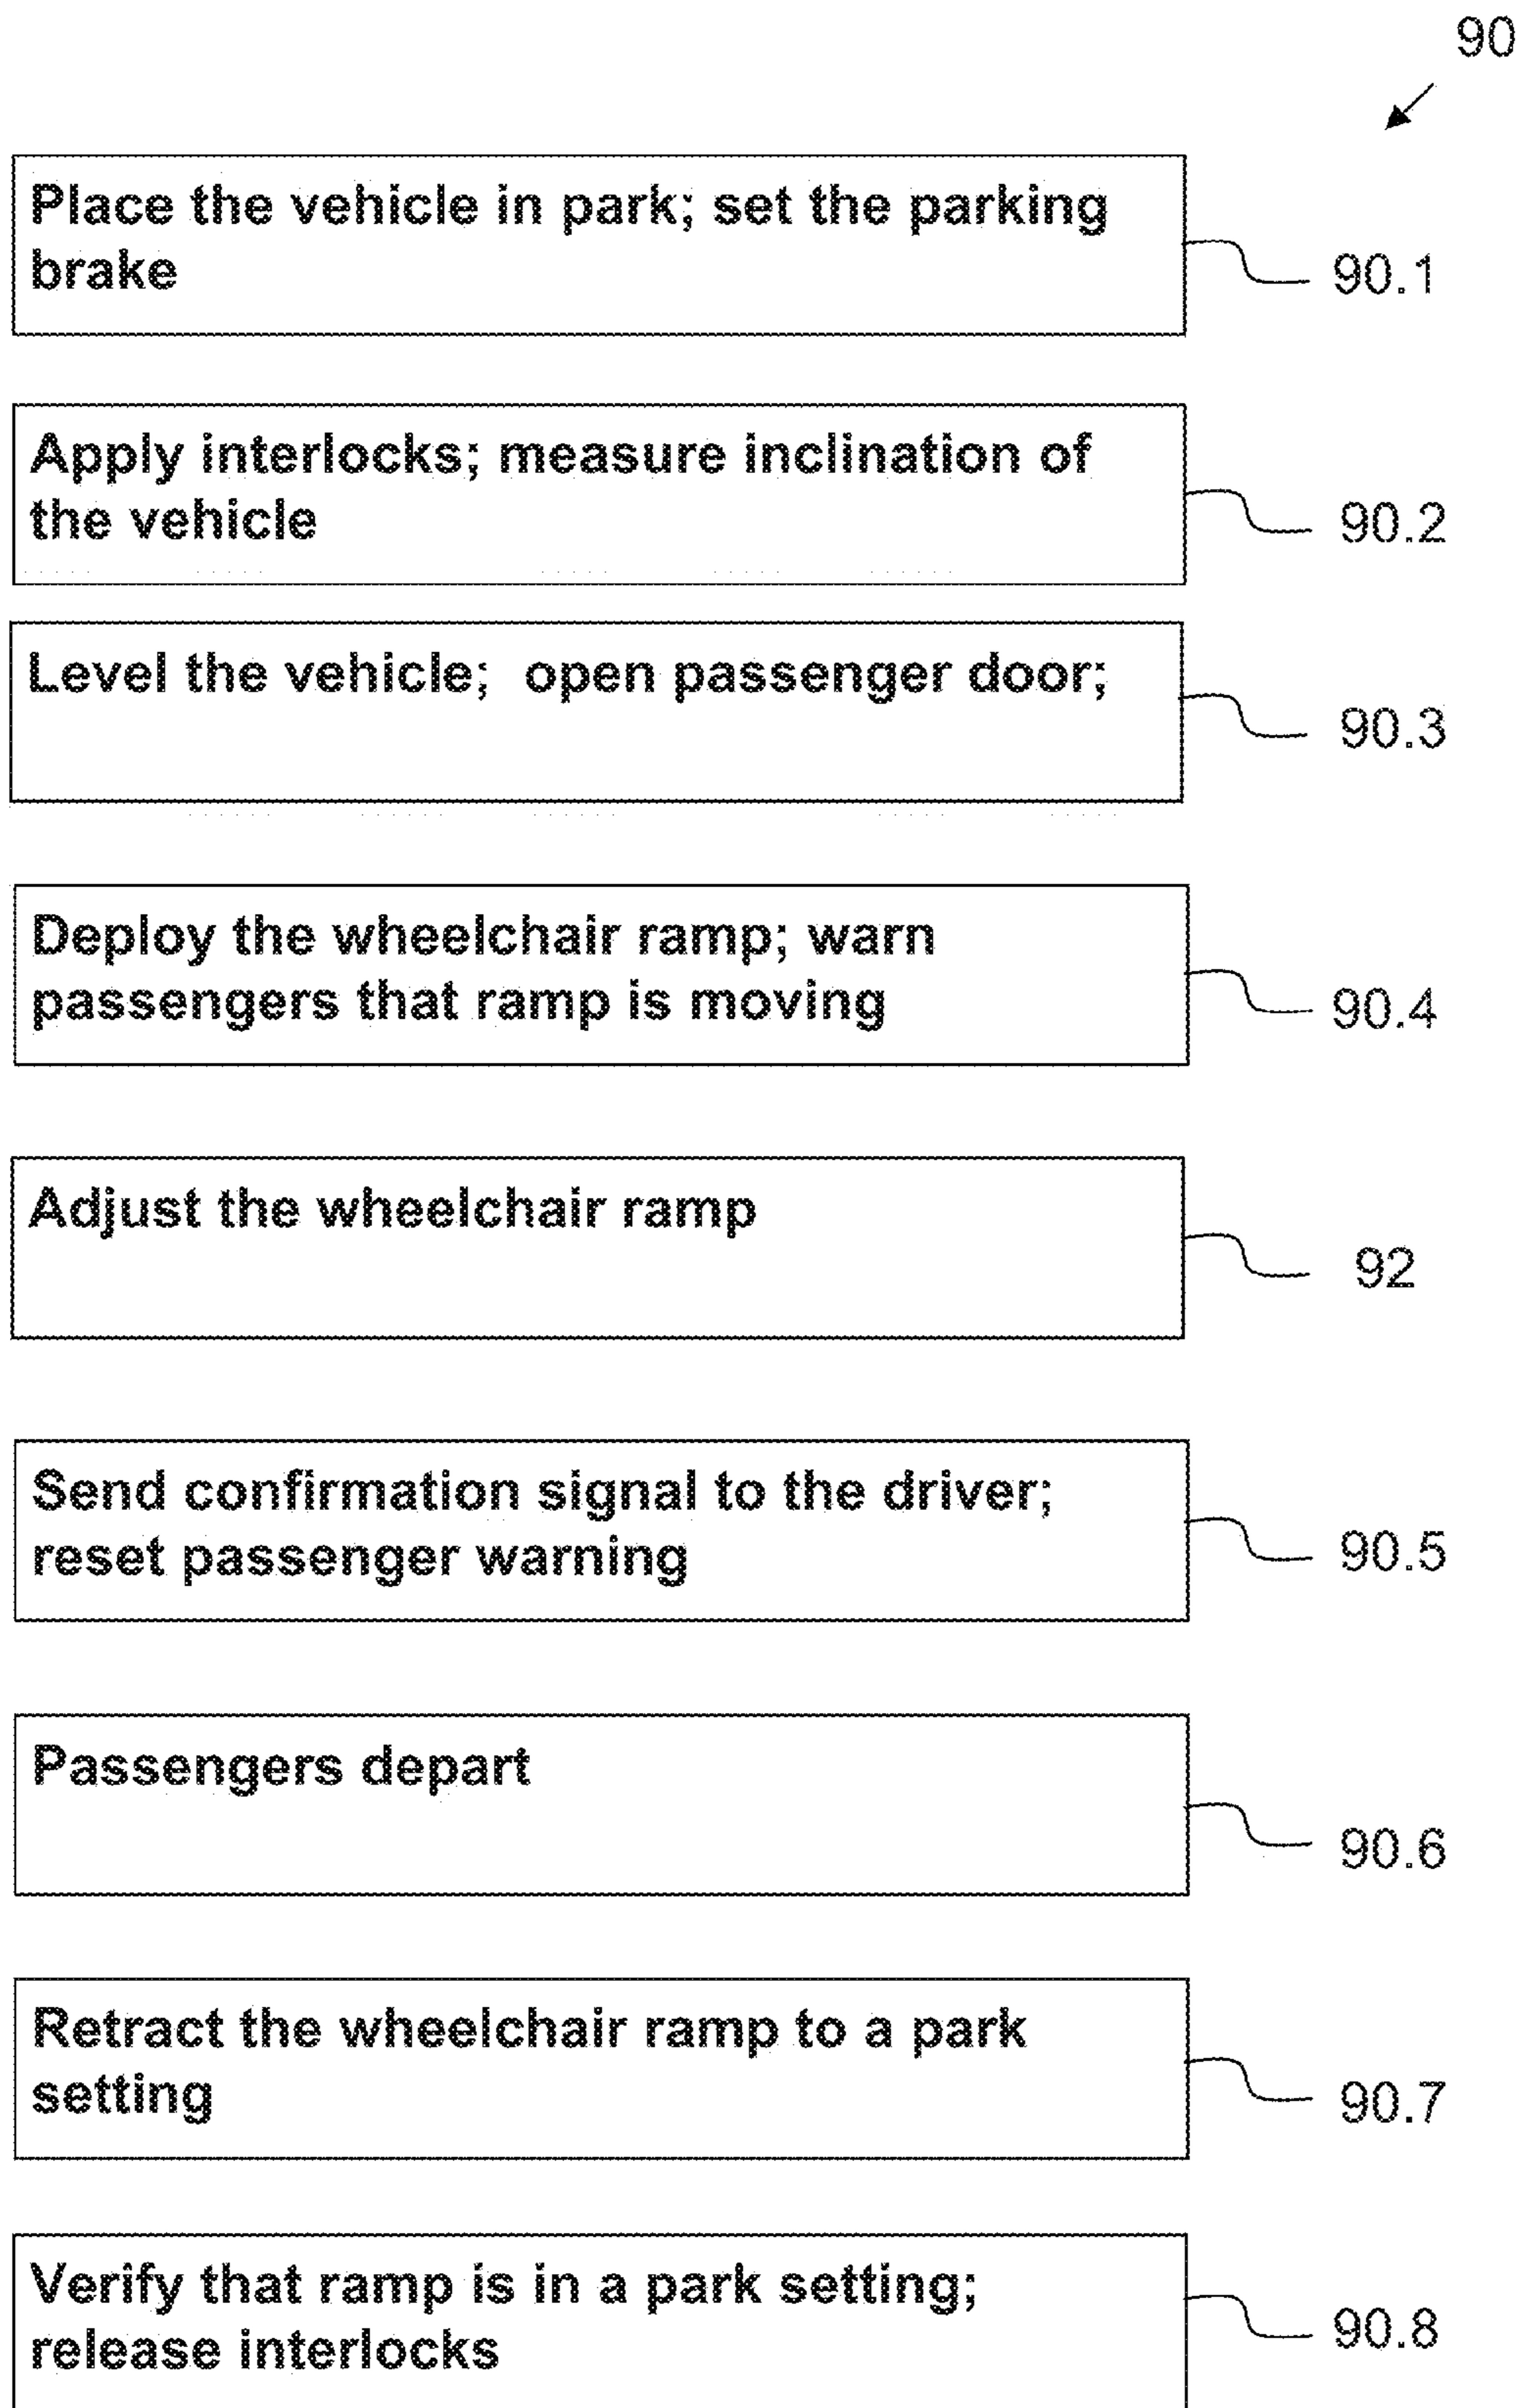 90
Place the vehicle in park; set the parking
brake
90.1
Apply interlocks; measure inclination of
the vehicle
90.2
Level the vehicle;  open passenger door;
90.3
Deploy the wheelchair ramp; warn
passengers that ramp is moving
90.4
Adjust the wheelchair ramp
92
Send confirmation signal to the driver;
reset passenger warning
90.5
Passengers depart
90.6
Retract the wheelchair ramp to a park
setting
90.7
Verify that ramp is in a park setting;
release interlocks
90.8